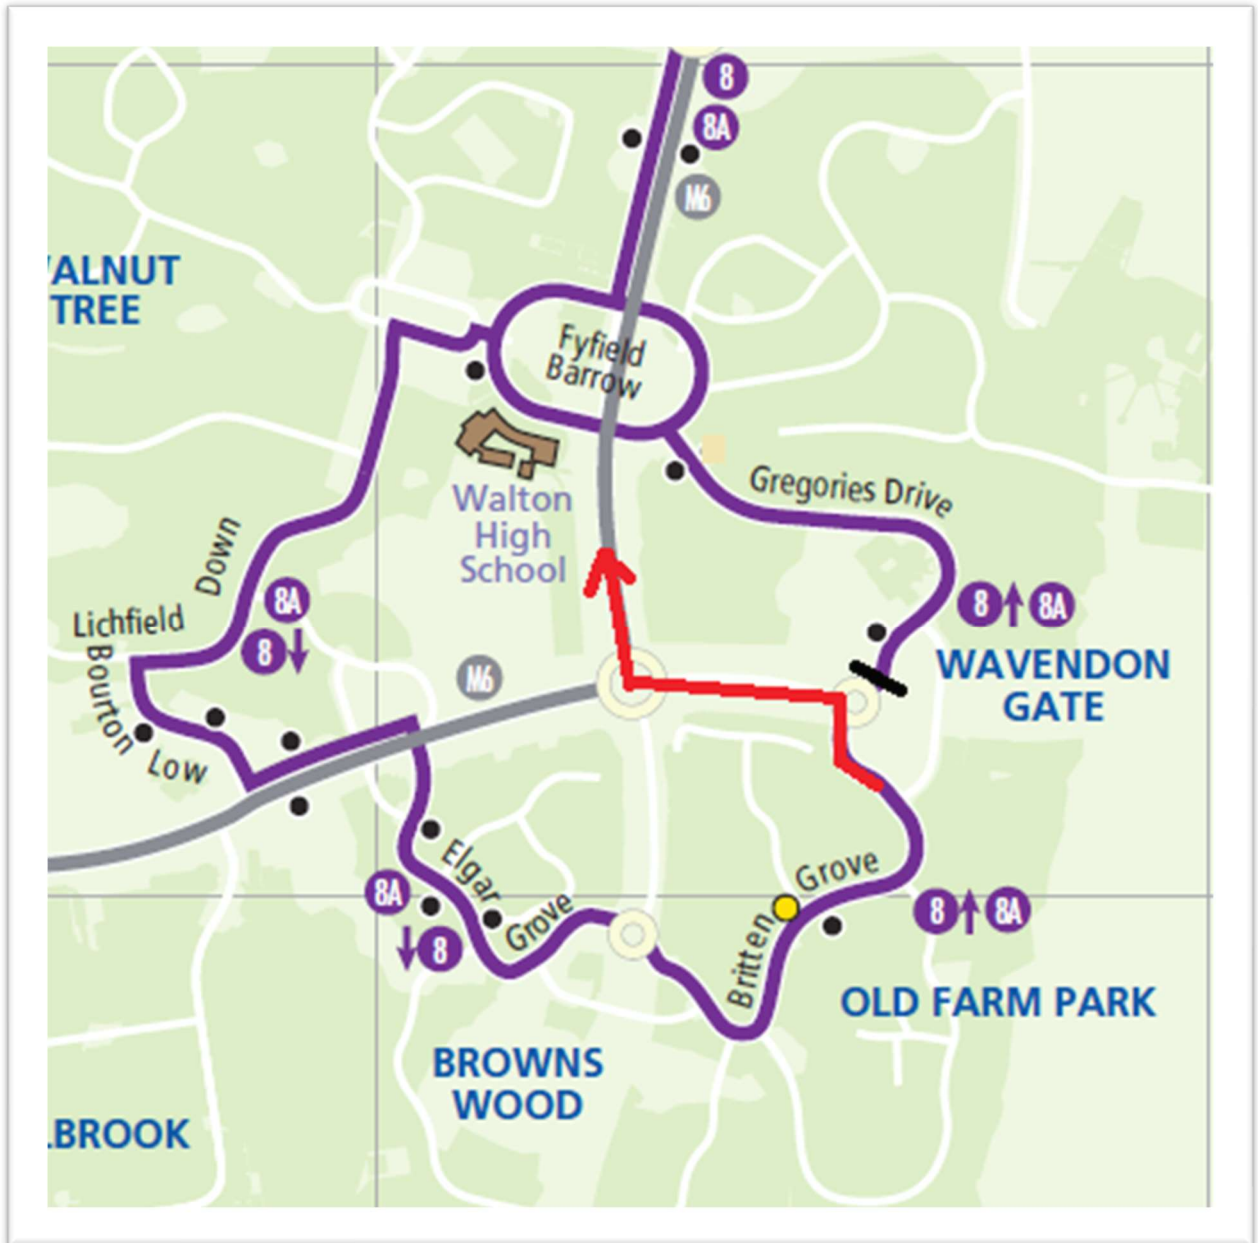 8
8A
M6
ALNUT
TREE
Fyfield
Barrow
Gregories Drive
Walton
High
School
Down
8A
8
Lichfield
Bourton
Low
M6
8 8A
WAVENDON
GATE
Elgar
Grove
8A
8
Grove
Britten
8 8A
OLD FARM PARK
BROWNS
WOOD
BROOK